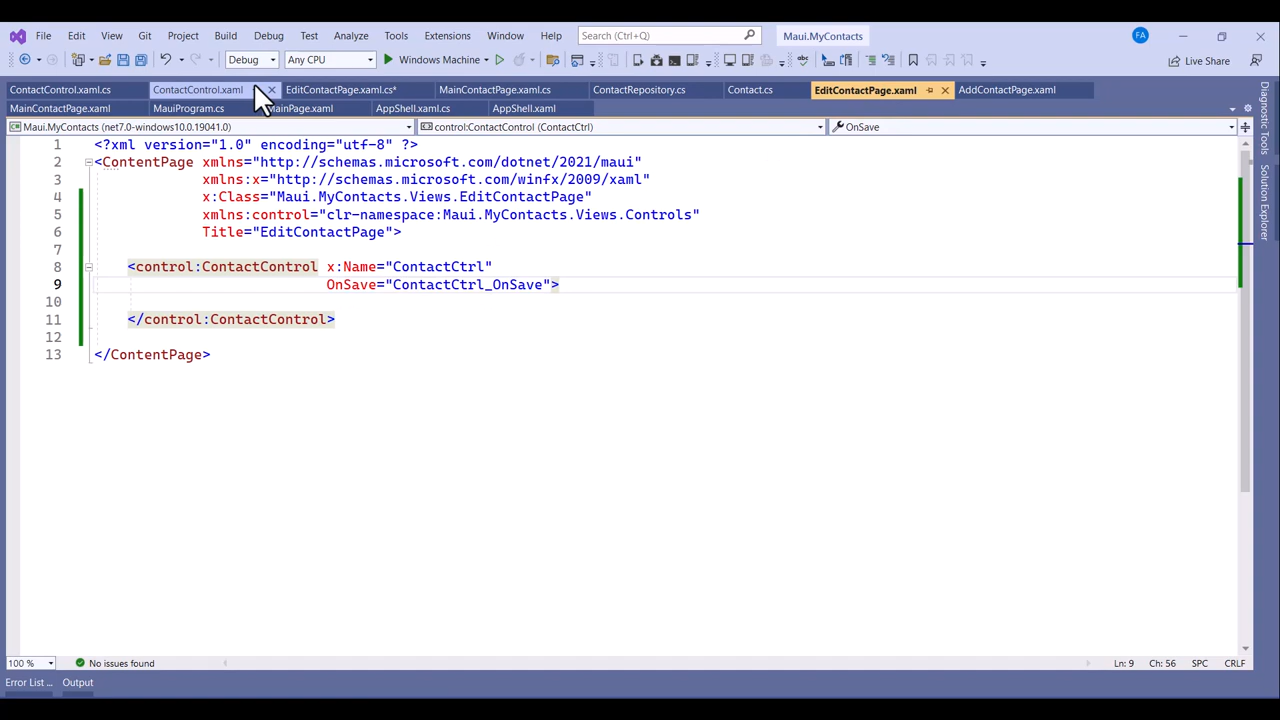 File Edit View Git Project Build Debug Test Analyze Tools Extensions Window Help Search (Ctrl+Q) Maui.MyContacts FA
Debug Any CPU Windows Machine Live Share
ContactControl.xaml.cs ContactControl.xaml EditContactPage.xaml.cs* MainContactPage.xaml.cs ContactRepository.cs Contact.cs EditContactPage.xaml AddContactPage.xaml
MainContactPage.xaml MauiProgram.cs MainPage.xaml AppShell.xaml.cs AppShell.xaml
Maui.MyContacts (net7.0-windows10.0.19041.0) control:ContactControl (ContactCtrl) OnSave
1 <?xml version="1.0" encoding="utf-8" ?>
2 <ContentPage xmlns="http://schemas.microsoft.com/dotnet/2021/maui"
3 xmlns:x="http://schemas.microsoft.com/winfx/2009/xaml"
4 x:Class="Maui.MyContacts.Views.EditContactPage"
5 xmlns:control="clr-namespace:Maui.MyContacts.Views.Controls"
6 Title="EditContactPage">
7
8 <control:ContactControl x:Name="ContactCtrl"
9 OnSave="ContactCtrl_OnSave">
10
11 </control:ContactControl>
12
13 </ContentPage>
100 % No issues found Ln: 9 Ch: 56 SPC CRLF
Error List ... Output
Diagnostic Tools
Solution Explorer